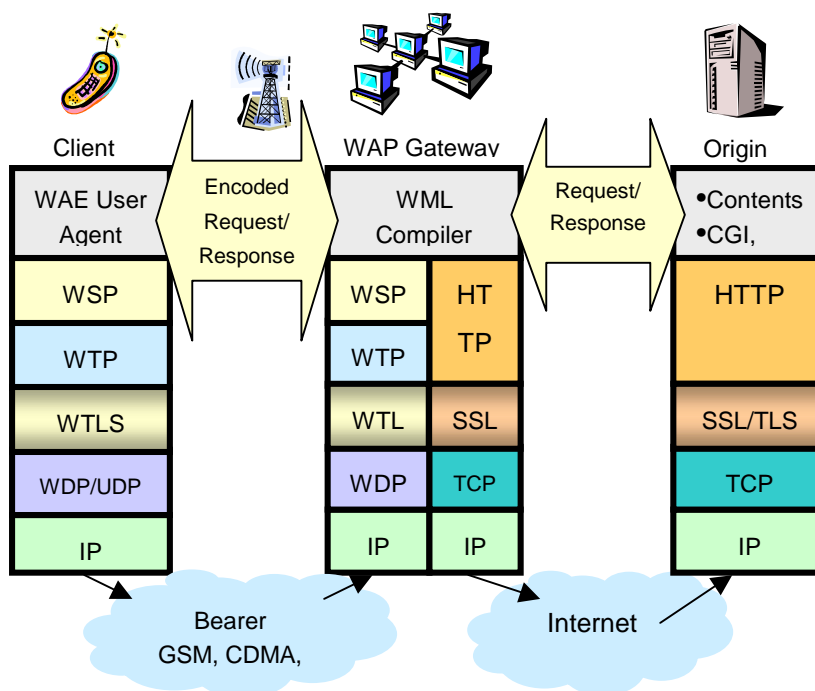 Client
WAP Gateway
Origin
WAE User
Agent
Encoded
Request/
Response
WML
Compiler
Request/
Response
•Contents
•CGI,
WSP
WSP
HT
TP
HTTP
WTP
WTP
WTLS
WTL
SSL
SSL/TLS
WDP/UDP
WDP
TCP
TCP
IP
IP
IP
IP
Bearer
GSM, CDMA,
Internet